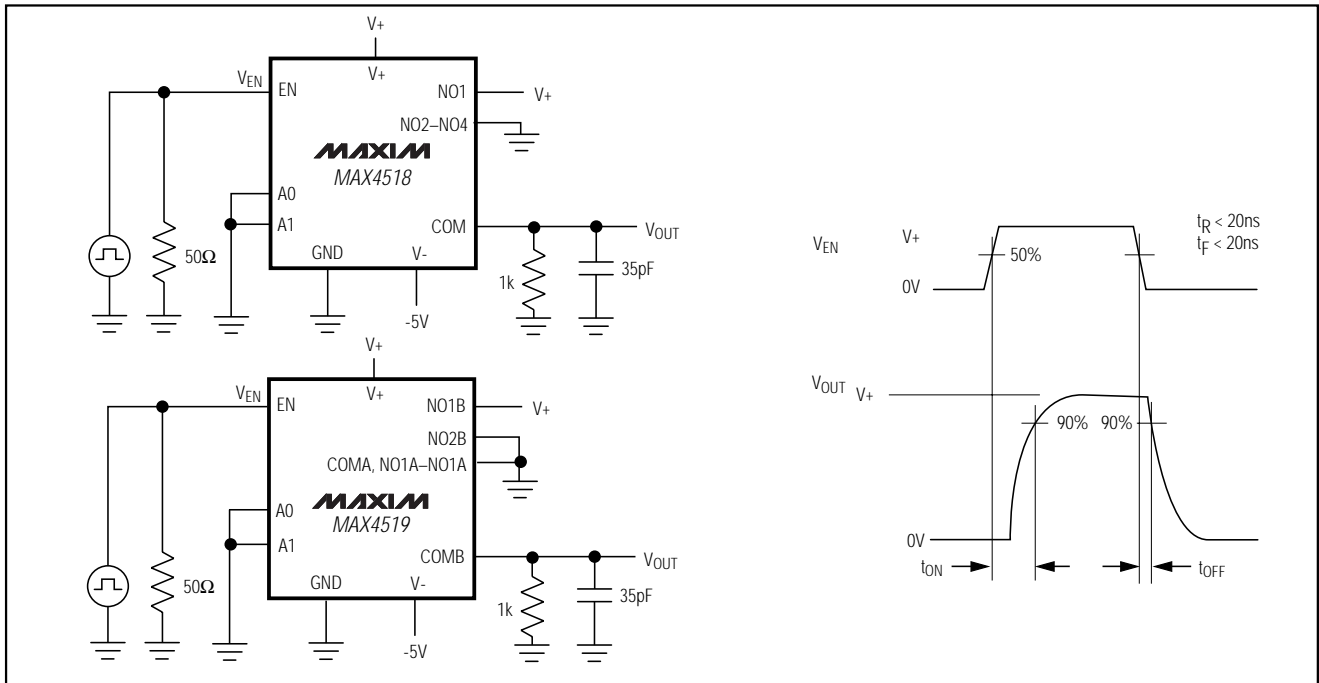 V+
V+
VEN
EN
NO1
V+
NO2–NO4
MAXIM
MAX4518
A0
A1
COM
VOUT
GND
V-
50Ω
1k
35pF
-5V
V+
V+
VEN
EN
NO1B
V+
NO2B
COMA, NO1A–NO1A
MAXIM
MAX4519
A0
A1
COMB
VOUT
GND
V-
50Ω
1k
35pF
-5V
tR < 20ns
tF < 20ns
VEN
V+
50%
0V
VOUT
V+
90%
90%
0V
tON
tOFF